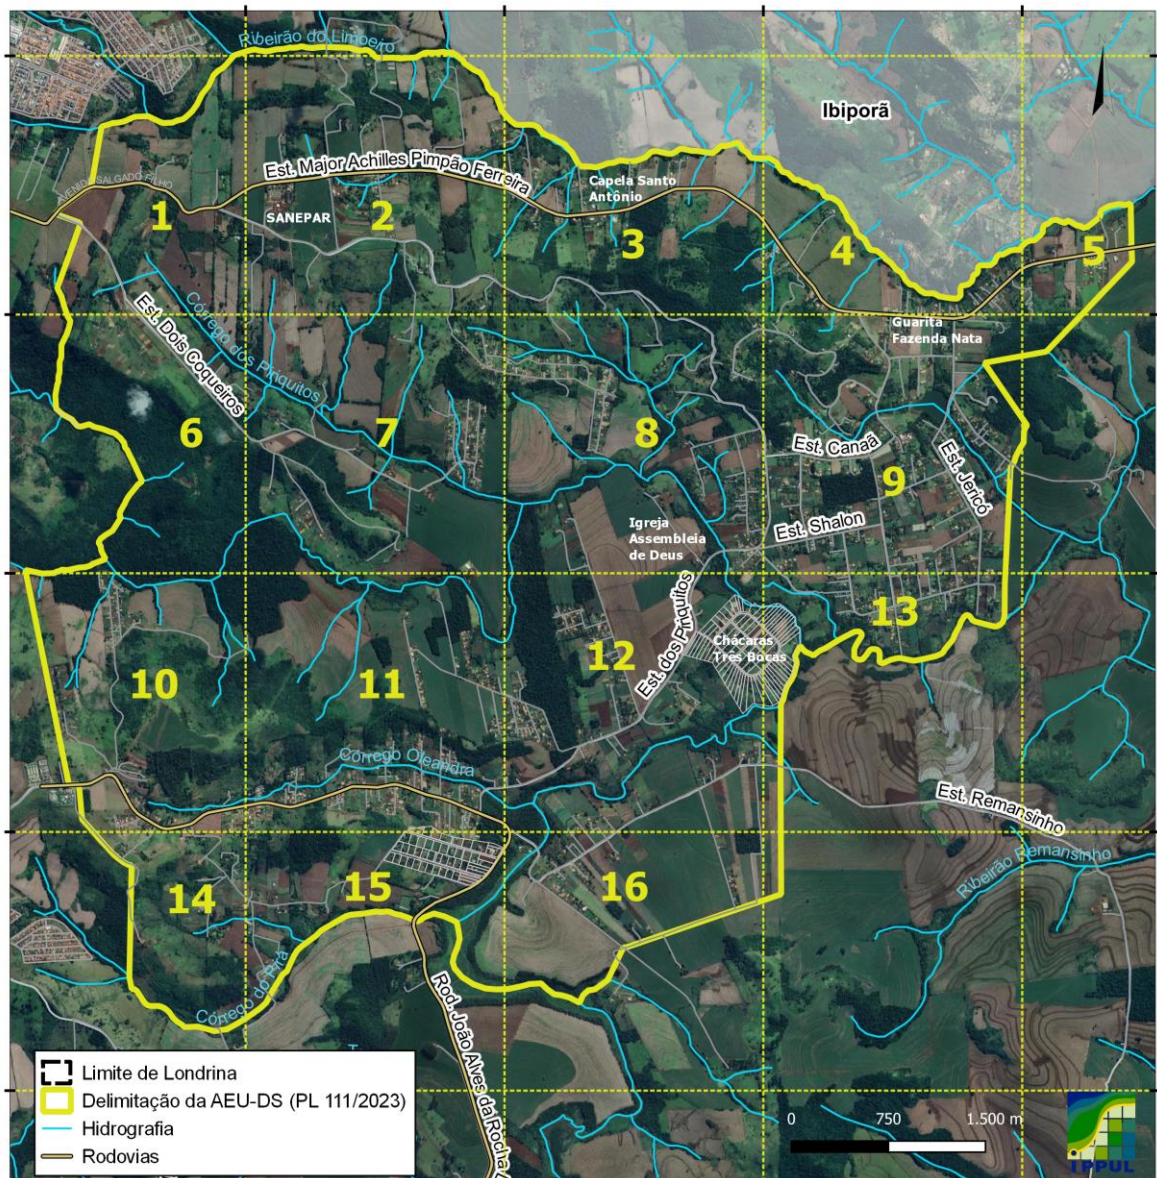 Ribeirão do Limoeiro
Ibiporã
Est. Major Achilles Pimpão Ferreira
Capela Santo
Antônio
AVENIDA SALGADO FILHO
1
SANEPAR
2
3
4
5
Est. Dois Coqueiros
Córrego dos Pirıquitos
Guarita
Fazenda Nata
6
7
8
Est. Canaã
9
Est. Jericó
Igreja
Assembleia
de Deus
Est. Shalon
10
11
12
Est. dos Piriquitos
Chácaras
Três Bocas
13
Córrego Oleandra
Est. Remansinho
Ribeirão Remansinho
14
15
16
Córrego do Pirá
Rod. João Alves da Rocha
Limite de Londrina
Delimitação da AEU-DS (PL 111/2023)
Hidrografia
Rodovias
0 750 1.500 m
IPPUL